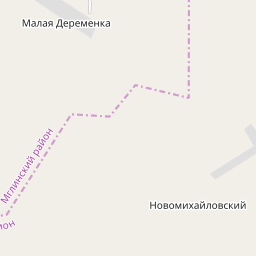 Малая Деременка
Мглинский район
Новомихайловский